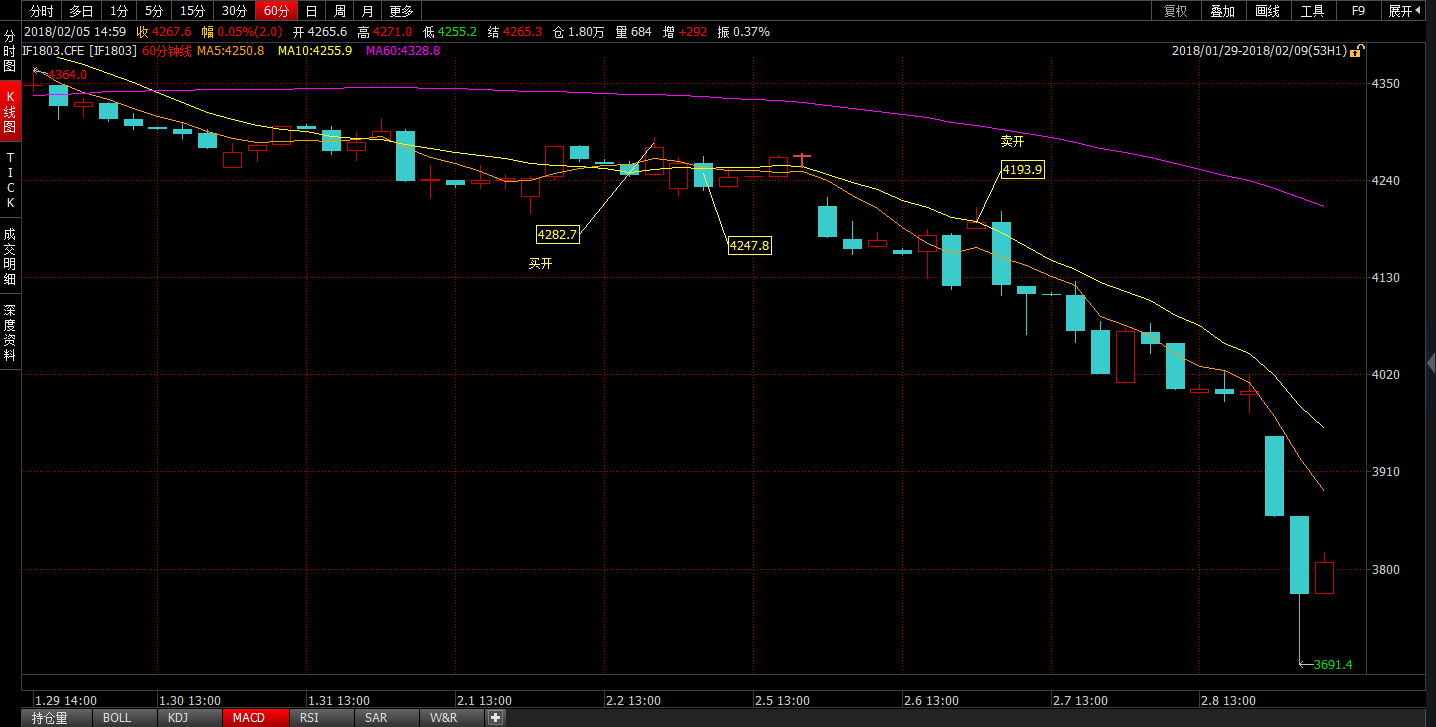 分时 多日 1分 5分 15分 30分 60分 日 周 月 更多 复权 叠加 画线 工具 F9 展开
2018/02/05 14:59 收 4267.6 幅 0.05%(2.0) 开 4265.6 高 4271.0 低 4255.2 结 4265.3 仓 1.80万 量 684 增 +292 振 0.37%
IF1803.CFE [IF1803] 60分钟线 MA5:4250.8 MA10:4255.9 MA60:4328.8 2018/01/29-2018/02/09(53H1)
分时图
K线图
TICK
成交明细
深度资料
4364.0
4350
卖开
4193.9
4240
4282.7
4247.8
买开
4130
4020
3910
3800
3691.4
1.29 14:00 1.30 13:00 1.31 13:00 2.1 13:00 2.2 13:00 2.5 13:00 2.6 13:00 2.7 13:00 2.8 13:00
持仓量 BOLL KDJ MACD RSI SAR W&R